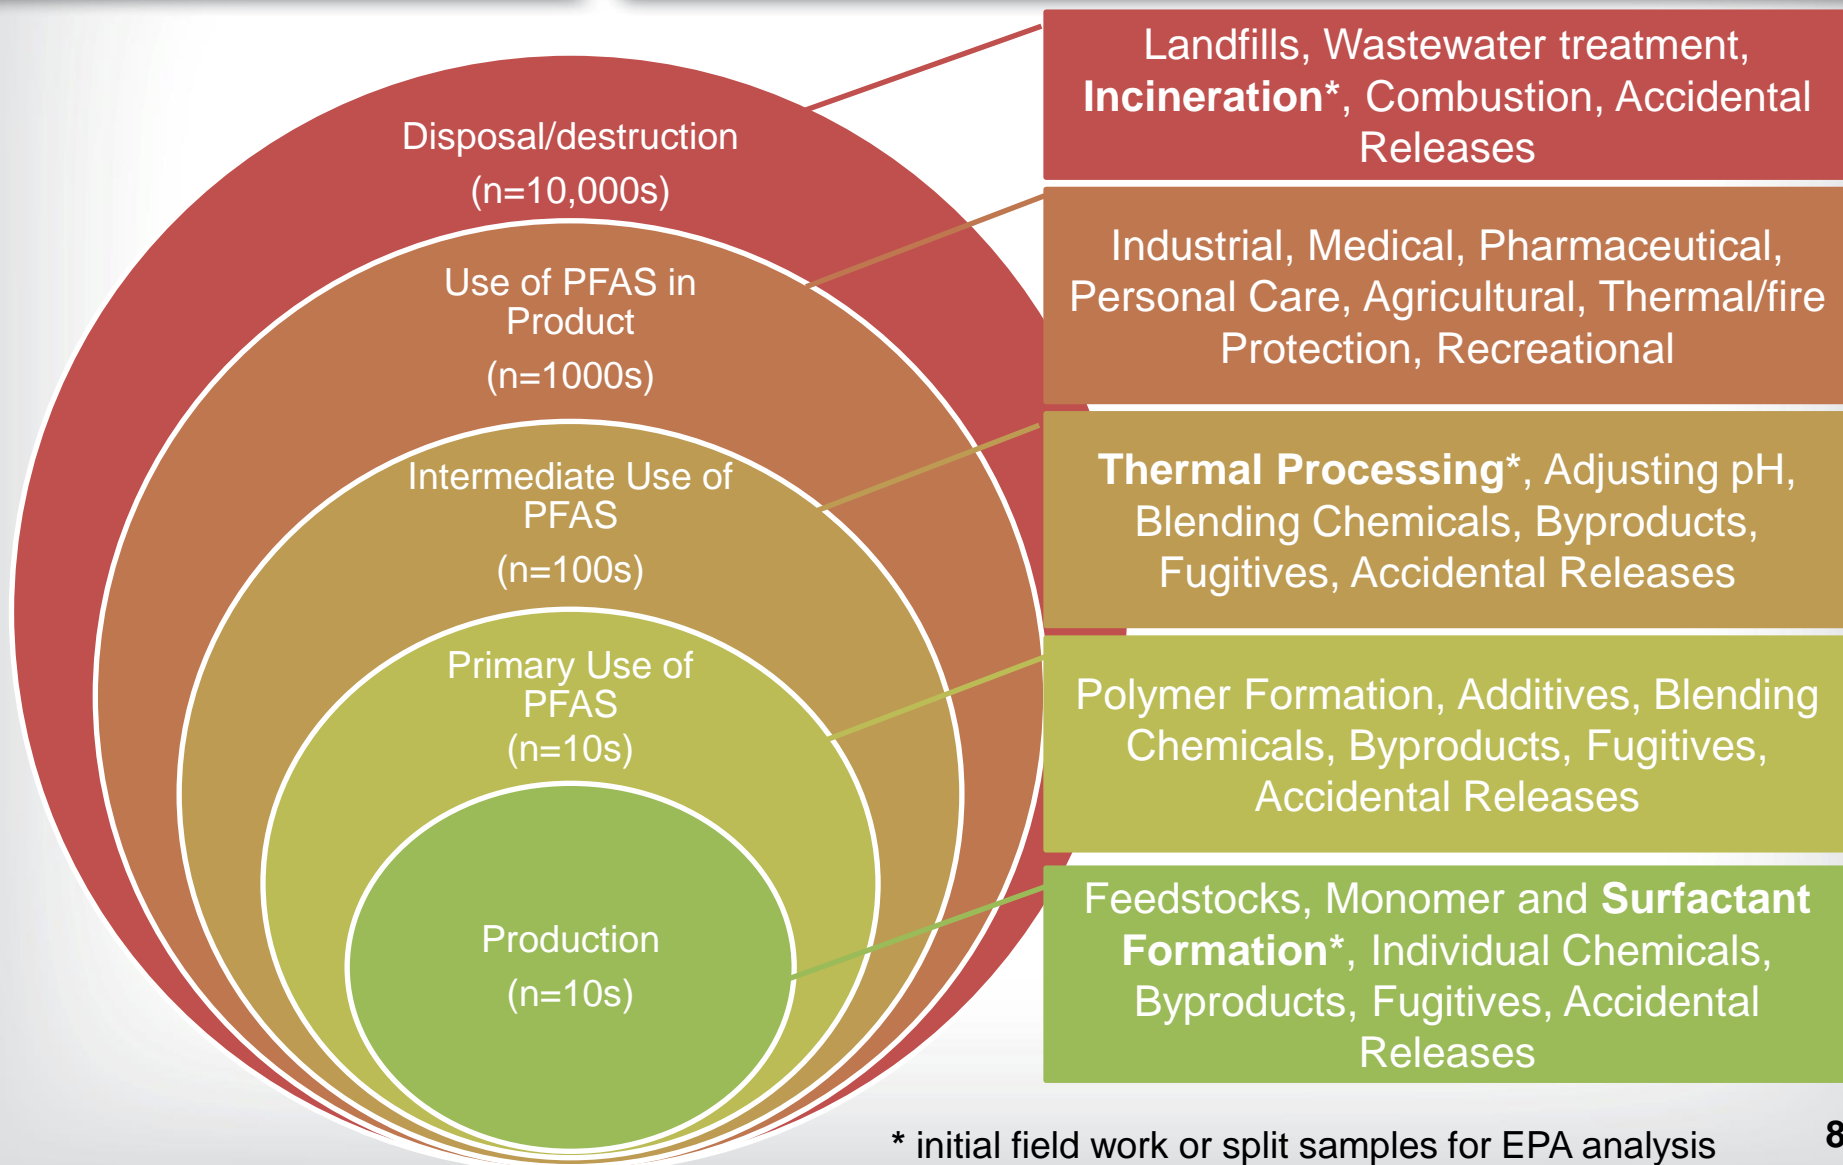 Disposal/destruction
(n=10,000s)
Use of PFAS in
Product
(n=1000s)
Intermediate Use of
PFAS
(n=100s)
Primary Use of
PFAS
(n=10s)
Production
(n=10s)
Landfills, Wastewater treatment,
Incineration*, Combustion, Accidental
Releases
Industrial, Medical, Pharmaceutical,
Personal Care, Agricultural, Thermal/fire
Protection, Recreational
Thermal Processing*, Adjusting pH,
Blending Chemicals, Byproducts,
Fugitives, Accidental Releases
Polymer Formation, Additives, Blending
Chemicals, Byproducts, Fugitives,
Accidental Releases
Feedstocks, Monomer and Surfactant
Formation*, Individual Chemicals,
Byproducts, Fugitives, Accidental
Releases
* initial field work or split samples for EPA analysis
8